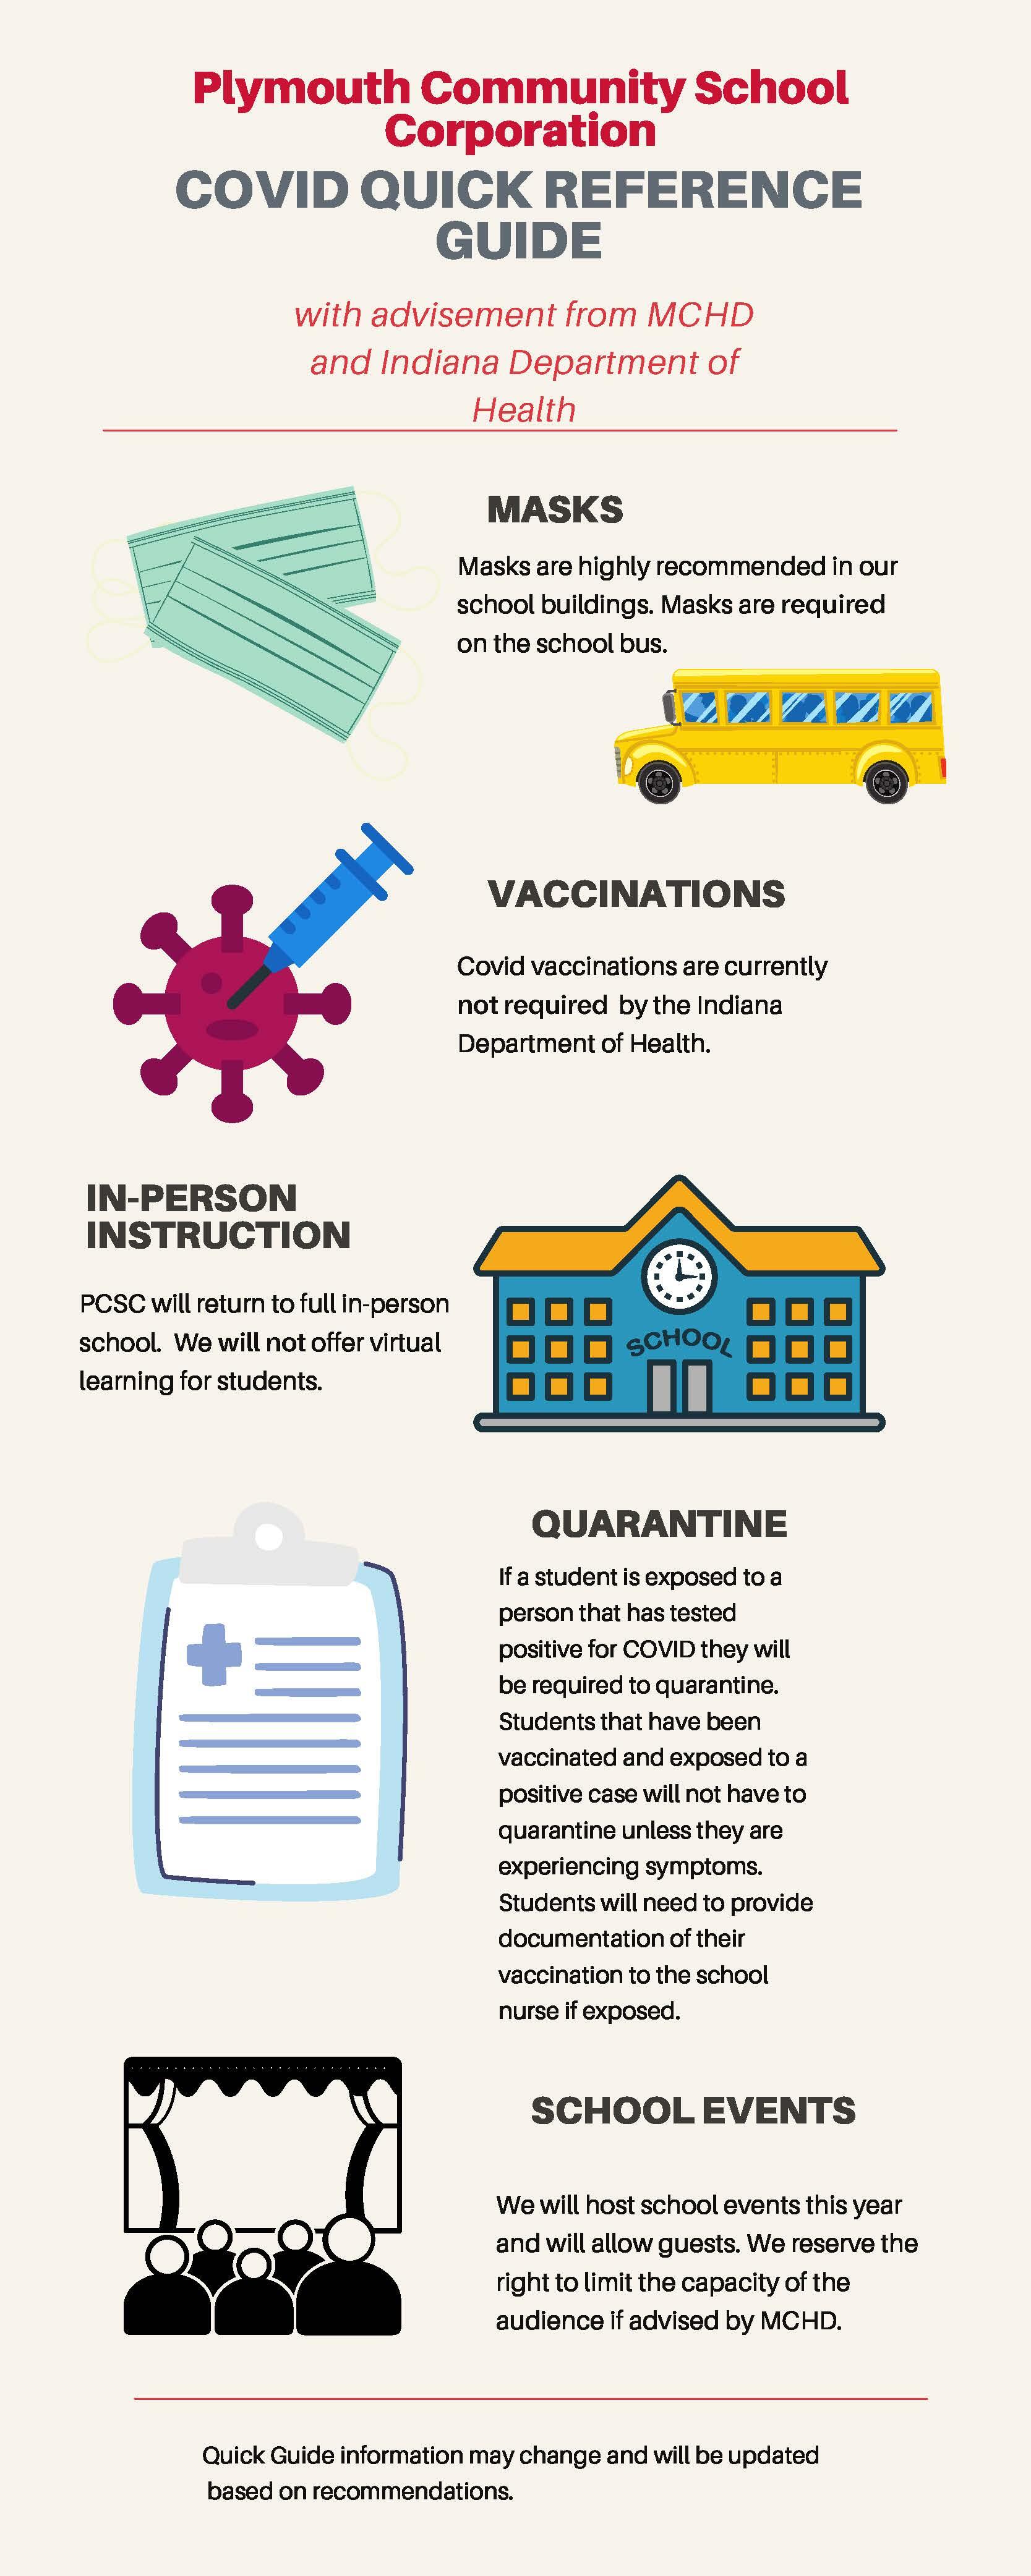 Plymouth Community School
Corporation
COVID QUICK REFERENCE
GUIDE
with advisement from MCHD
and Indiana Department of
Health
MASKS
Masks are highly recommended in our
school buildings. Masks are required
on the school bus.
VACCINATIONS
Covid vaccinations are currently
not required by the Indiana
Department of Health.
IN-PERSON
INSTRUCTION
PCSC will return to full in-person
school. We will not offer virtual
learning for students.
SCHOOL
QUARANTINE
If a student is exposed to a
person that has tested
positive for COVID they will
be required to quarantine.
Students that have been
vaccinated and exposed to a
positive case will not have to
quarantine unless they are
experiencing symptoms.
Students will need to provide
documentation of their
vaccination to the school
nurse if exposed.
SCHOOL EVENTS
We will host school events this year
and will allow guests. We reserve the
right to limit the capacity of the
audience if advised by MCHD.
Quick Guide information may change and will be updated
based on recommendations.